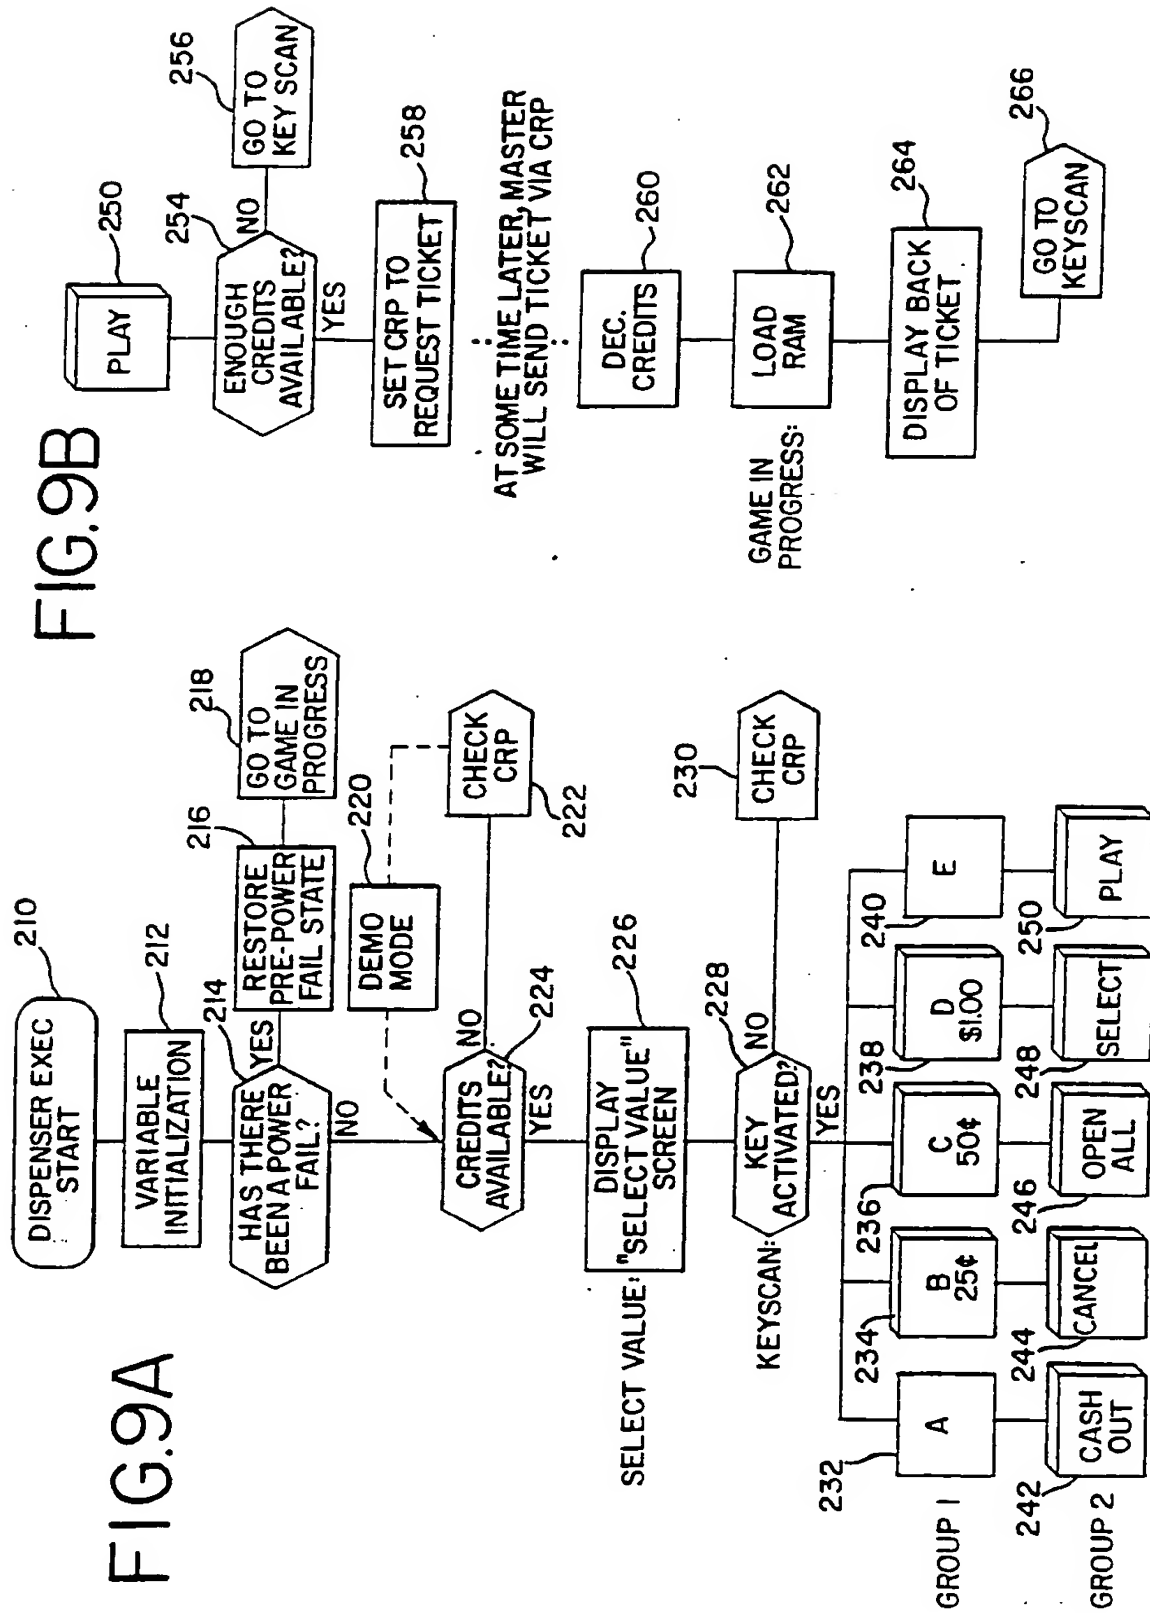 FIG.9A
DISPENSER EXEC
START
210
VARIABLE
INITIALIZATION
212
HAS THERE
BEEN A POWER
FAIL?
214
YES
NO
RESTORE
PRE-POWER
FAIL STATE
216
GO TO
GAME IN
PROGRESS
218
DEMO
MODE
220
CREDITS
AVAILABLE?
224
NO
YES
CHECK
CRP
222
SELECT VALUE:
DISPLAY
"SELECT VALUE"
SCREEN
226
KEYSCAN:
KEY
ACTIVATED?
228
NO
YES
CHECK
CRP
230
GROUP 1
232
A
234
B
25¢
236
C
50¢
238
D
$1.00
240
E
GROUP 2
242
CASH
OUT
244
CANCEL
246
OPEN
ALL
248
SELECT
250
PLAY
FIG.9B
PLAY
250
ENOUGH
CREDITS
AVAILABLE?
254
NO
YES
GO TO
KEY SCAN
256
SET CRP TO
REQUEST TICKET
258
AT SOME TIME LATER, MASTER
WILL SEND TICKET VIA CRP
DEC.
CREDITS
260
GAME IN
PROGRESS:
LOAD
RAM
262
DISPLAY BACK
OF TICKET
264
GO TO
KEYSCAN
266